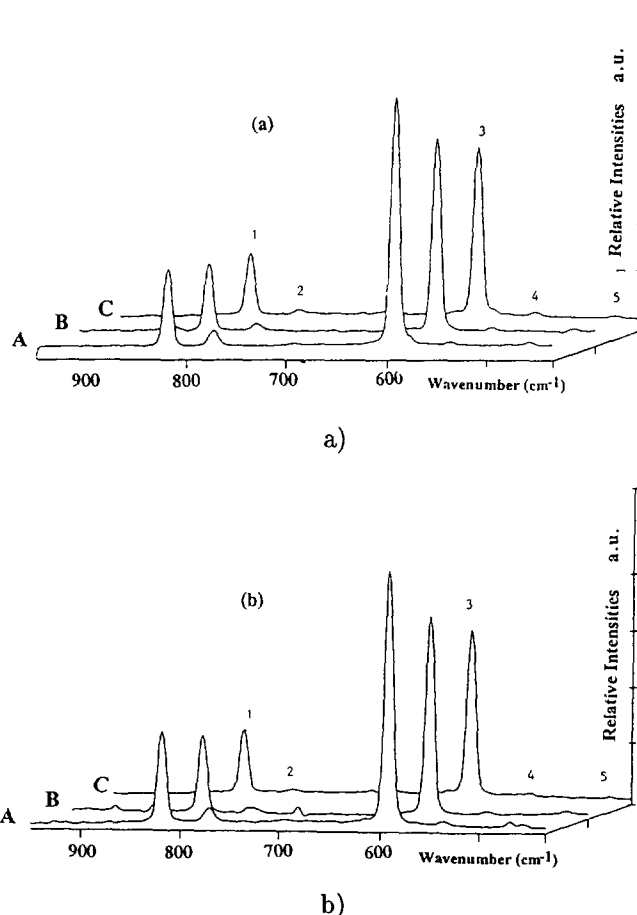 (a)
Relative Intensities a.u.
3
1
2
4
5
C
B
A
900 800 700 600 Wavenumber (cm-1)
a)
(b)
Relative Intensities a.u.
3
1
2
4
5
C
B
A
900 800 700 600 Wavenumber (cm-1)
b)